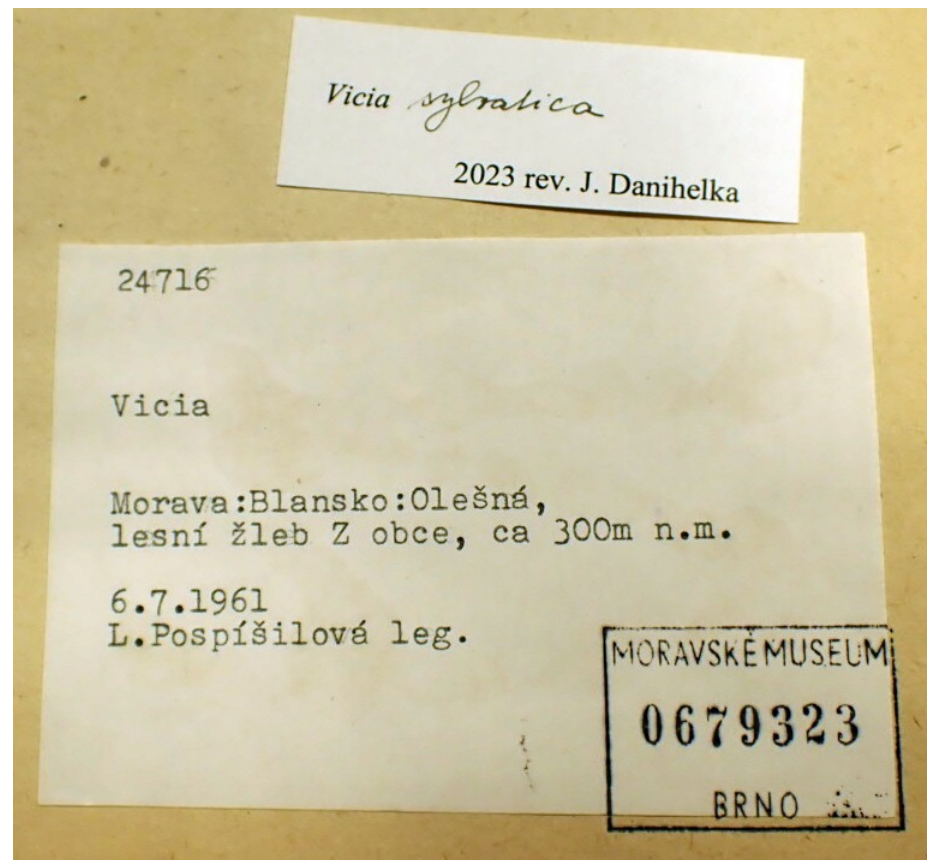 Vicia sylvatica
2023 rev. J. Danihelka
24716
Vicia
Morava:Blansko:Olešná,
lesní žleb Z obce, ca 300m n.m.
6.7.1961
L.Pospíšilová leg.
MORAVSKÉ MUSEUM
0679323
BRNO